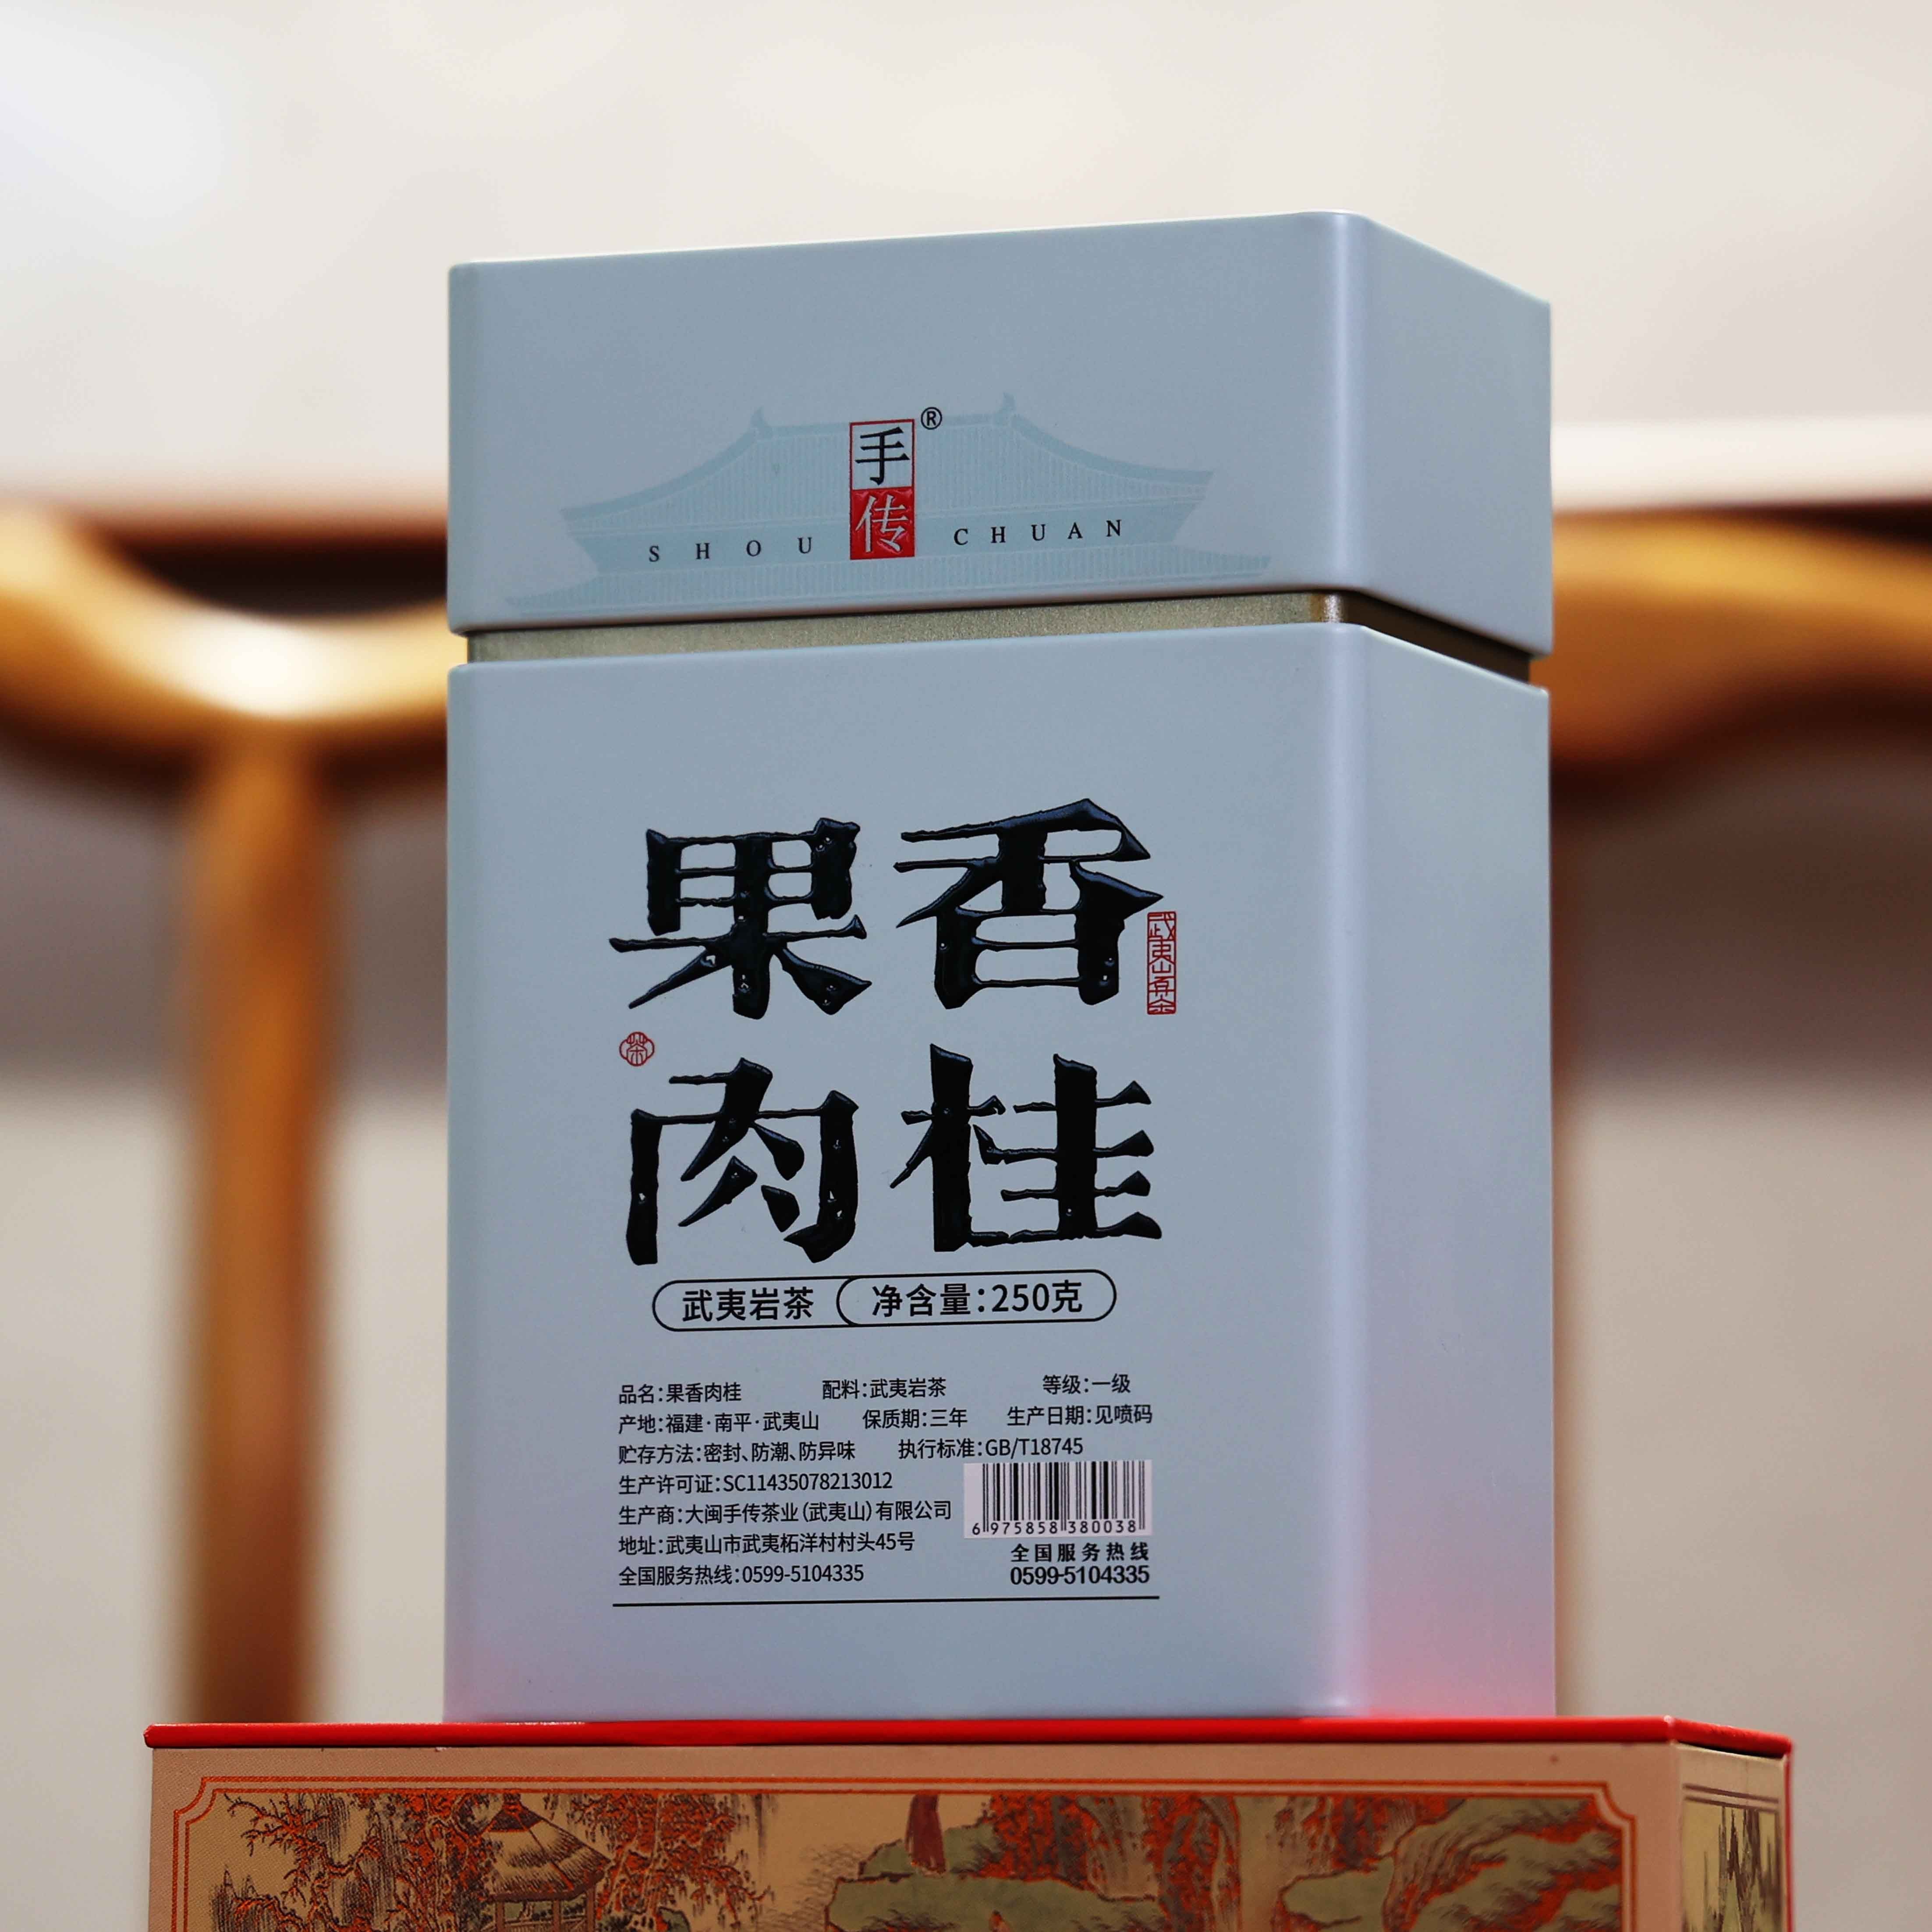 手传®
SHOU CHUAN
果香
肉桂
茶
武夷岩茶 净含量:250克
品名:果香肉桂 配料:武夷岩茶 等级:一级
产地:福建·南平·武夷山 保质期:三年 生产日期:见喷码
贮存方法:密封、防潮、防异味 执行标准:GB/T18745
生产许可证:SC11435078213012
生产商:大闽手传茶业(武夷山)有限公司
6 975858 380038
地址:武夷山市武夷柘洋村村头45号
全国服务热线
全国服务热线:0599-5104335
0599-5104335